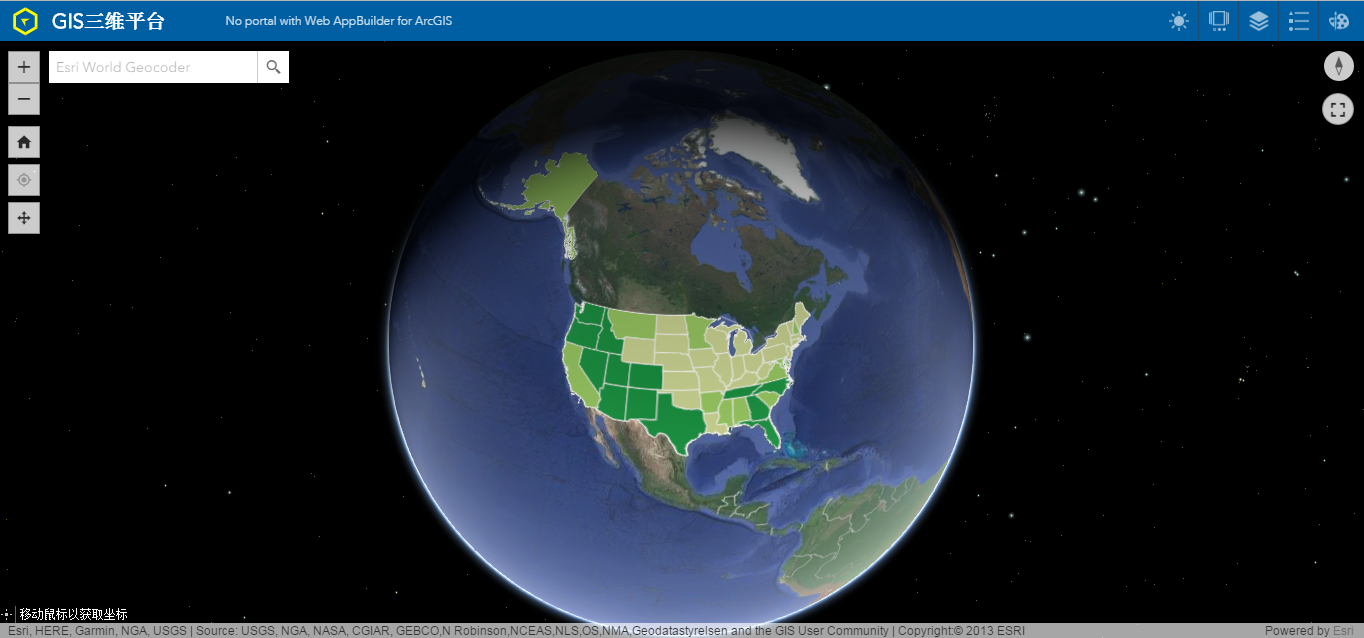 GIS三维平台
No portal with Web AppBuilder for ArcGIS
Esri World Geocoder
移动鼠标以获取坐标
Esri, HERE, Garmin, NGA, USGS | Source: USGS, NGA, NASA, CGIAR, GEBCO,N Robinson,NCEAS,NLS,OS,NMA,Geodatastyrelsen and the GIS User Community | Copyright:© 2013 ESRI
Powered by Esri